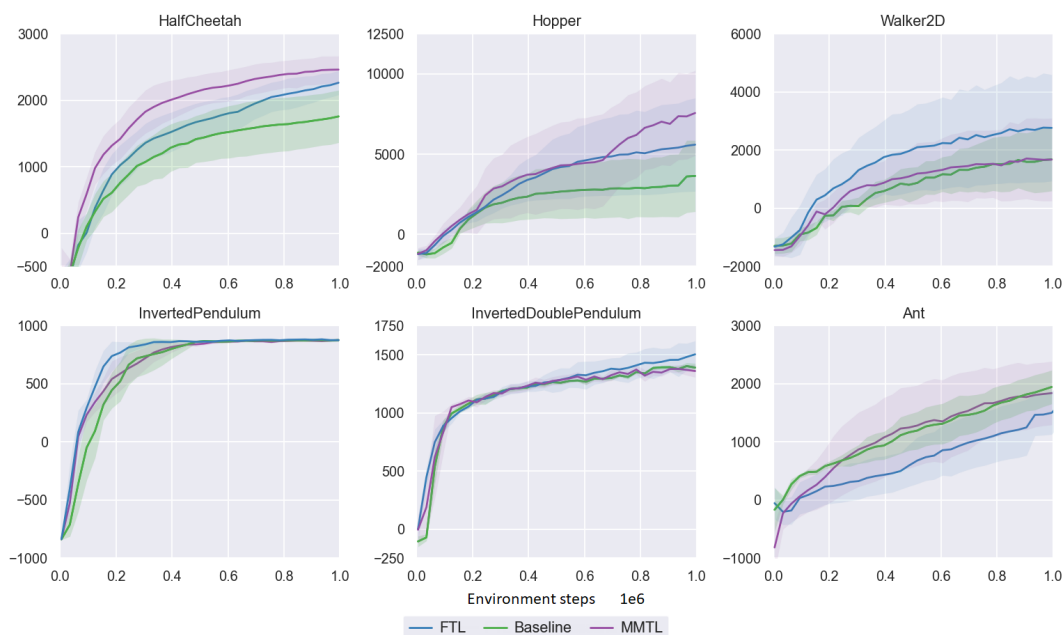 HalfCheetah
3000
2000
1000
0
−500
0.0 0.2 0.4 0.6 0.8 1.0
Hopper
12500
10000
5000
0
−2000
0.0 0.2 0.4 0.6 0.8 1.0
Walker2D
6000
4000
2000
0
−2000
0.0 0.2 0.4 0.6 0.8 1.0
InvertedPendulum
1000
500
0
−500
−1000
0.0 0.2 0.4 0.6 0.8 1.0
InvertedDoublePendulum
1750
1500
1000
500
0
−250
0.0 0.2 0.4 0.6 0.8 1.0
Ant
3000
2000
1000
0
−1000
0.0 0.2 0.4 0.6 0.8 1.0
Environment steps 1e6
FTL Baseline MMTL